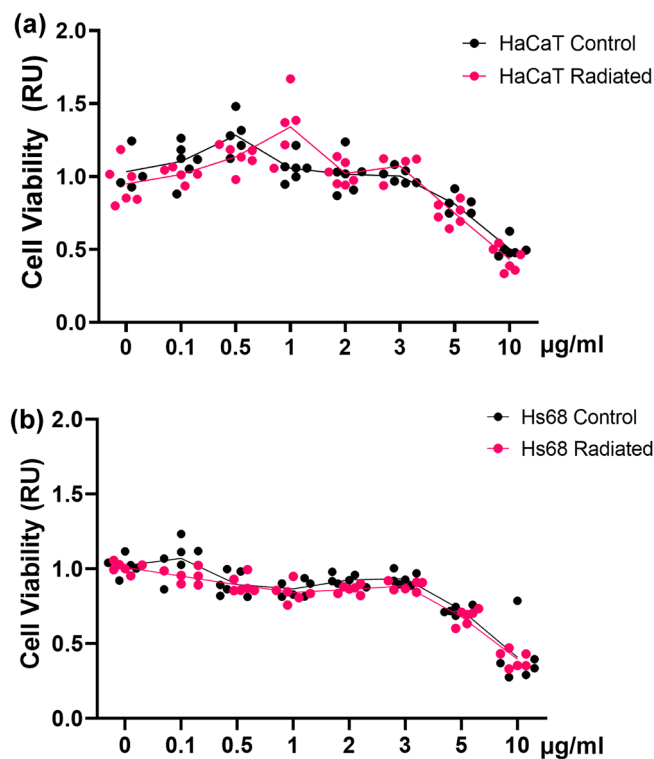 (a)
2.0
HaCaT Control
HaCaT Radiated
1.5
1.0
0.5
0.0
Cell Viability (RU)
0 0.1 0.5 1 2 3 5 10 µg/ml
(b)
2.0
Hs68 Control
Hs68 Radiated
1.5
1.0
0.5
0.0
Cell Viability (RU)
0 0.1 0.5 1 2 3 5 10 µg/ml